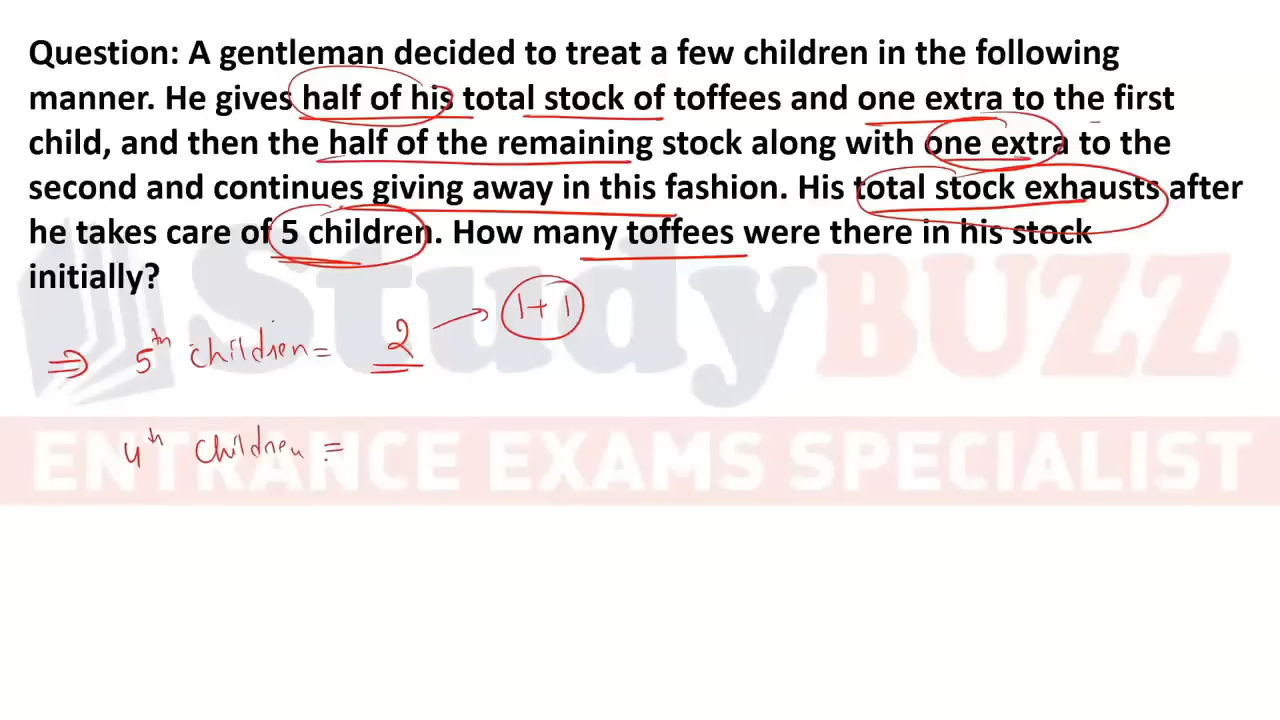 Question: A gentleman decided to treat a few children in the following
manner. He gives half of his total stock of toffees and one extra to the first
child, and then the half of the remaining stock along with one extra to the
second and continues giving away in this fashion. His total stock exhausts after
he takes care of 5 children. How many toffees were there in his stock
initially?
⇒ 5th children = 2 → 1+1
4th children =
StudyBUZZ
ENTRANCE EXAMS SPECIALIST